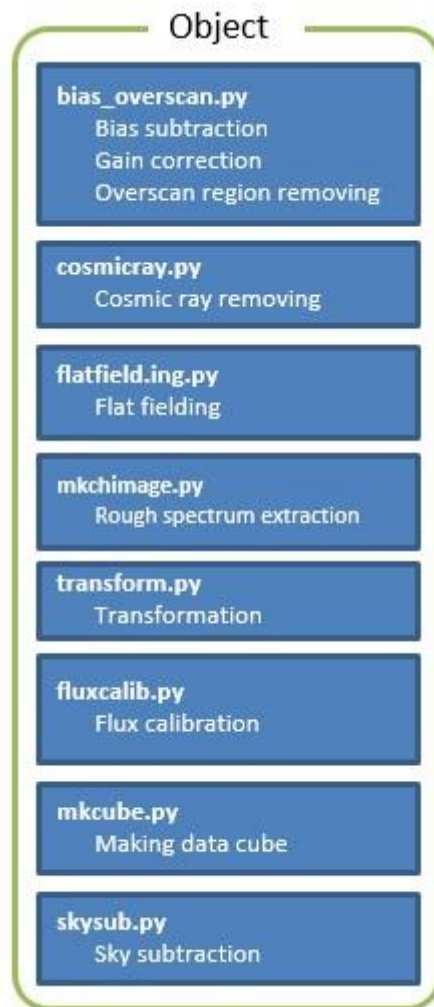 Object
bias_overscan.py
Bias subtraction
Gain correction
Overscan region removing
cosmicray.py
Cosmic ray removing
flatfield.ing.py
Flat fielding
mkchimage.py
Rough spectrum extraction
transform.py
Transformation
fluxcalib.py
Flux calibration
mkcube.py
Making data cube
skysub.py
Sky subtraction